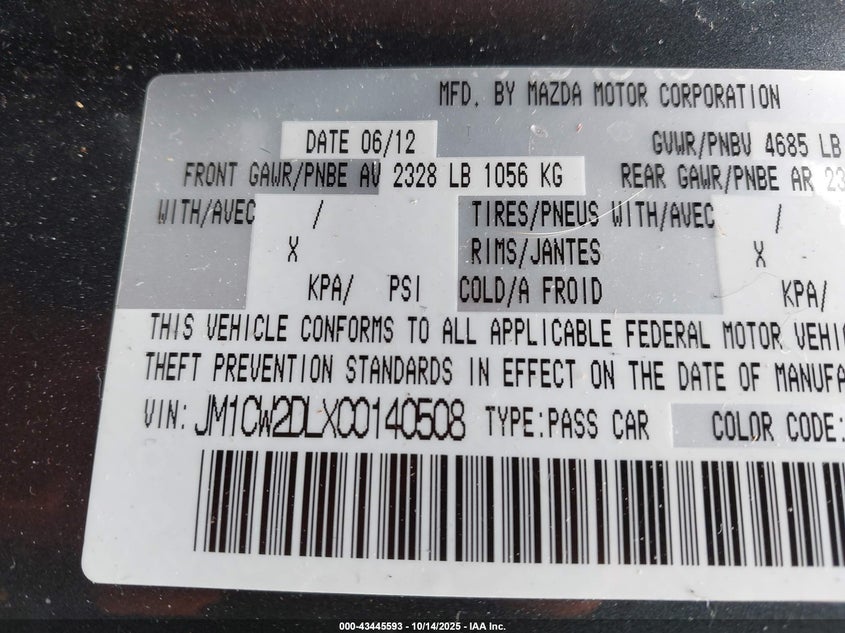 MFD. BY MAZDA MOTOR CORPORATION
DATE 06/12 GVWR/PNBV 4685 LB
FRONT GAWR/PNBE AV 2328 LB 1056 KG REAR GAWR/PNBE AR 23
WITH/AVEC / TIRES/PNEUS WITH/AVEC /
X RIMS/JANTES X
KPA/ PSI COLD/A FROID KPA/
THIS VEHICLE CONFORMS TO ALL APPLICABLE FEDERAL MOTOR VEHI
THEFT PREVENTION STANDARDS IN EFFECT ON THE DATE OF MANUFA
VIN: JM1CW2DLXC0140508 TYPE:PASS CAR COLOR CODE:
000-43445593 - 10/14/2025 - IAA Inc.